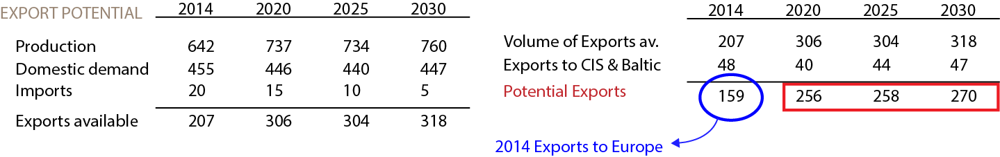 EXPORT POTENTIAL 2014 2020 2025 2030
Production 642 737 734 760
Domestic demand 455 446 440 447
Imports 20 15 10 5
Exports available 207 306 304 318
2014 2020 2025 2030
Volume of Exports av. 207 306 304 318
Exports to CIS & Baltic 48 40 44 47
Potential Exports 159 256 258 270
2014 Exports to Europe